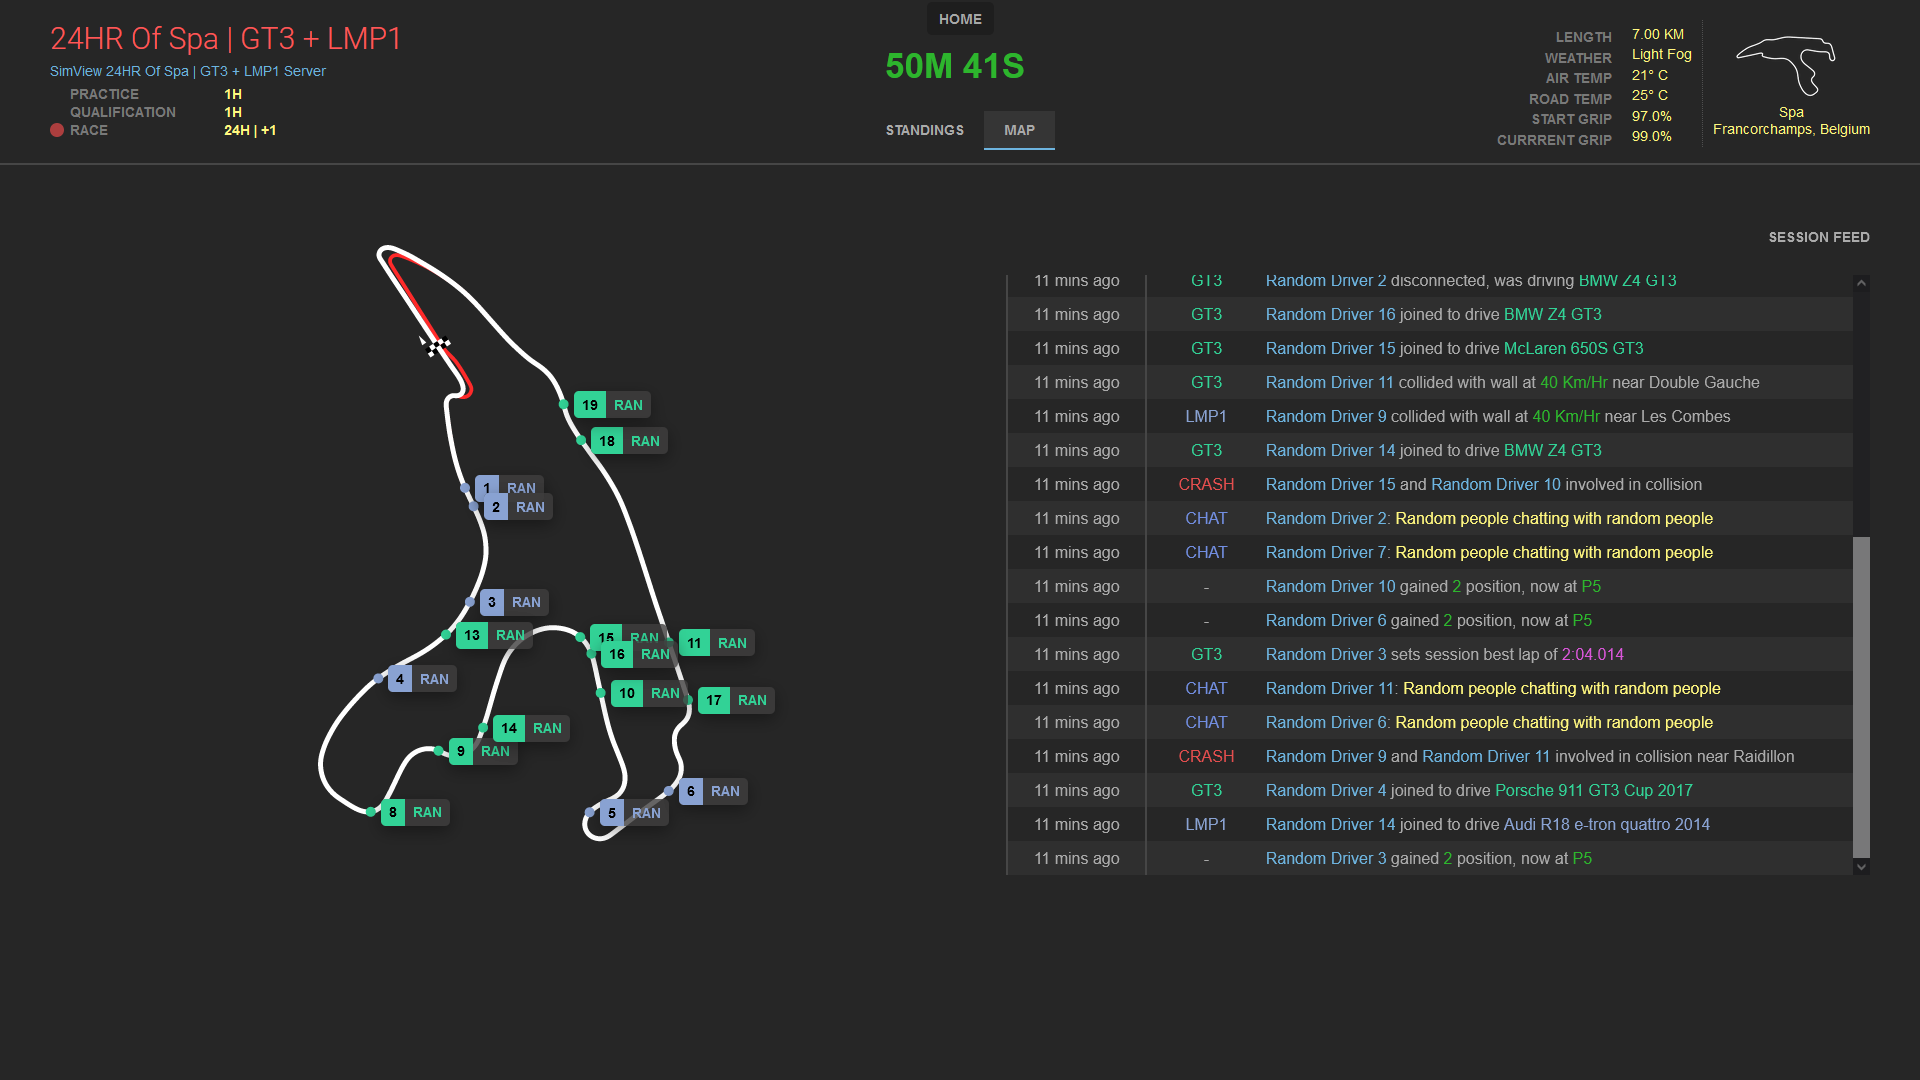 HOME
24HR Of Spa | GT3 + LMP1
SimView 24HR Of Spa | GT3 + LMP1 Server
PRACTICE 1H
QUALIFICATION 1H
RACE 24H | +1
50M 41S
STANDINGS MAP
LENGTH 7.00 KM
WEATHER Light Fog
AIR TEMP 21° C
ROAD TEMP 25° C
START GRIP 97.0%
CURRRENT GRIP 99.0%
Spa
Francorchamps, Belgium
SESSION FEED
19 RAN
18 RAN
1 RAN
2 RAN
3 RAN
13 RAN
15 RAN
11 RAN
16 RAN
4 RAN
10 RAN
17 RAN
14 RAN
9 RAN
6 RAN
8 RAN
5 RAN
11 mins ago GT3 Random Driver 2 disconnected, was driving BMW Z4 GT3
11 mins ago GT3 Random Driver 16 joined to drive BMW Z4 GT3
11 mins ago GT3 Random Driver 15 joined to drive McLaren 650S GT3
11 mins ago GT3 Random Driver 11 collided with wall at 40 Km/Hr near Double Gauche
11 mins ago LMP1 Random Driver 9 collided with wall at 40 Km/Hr near Les Combes
11 mins ago GT3 Random Driver 14 joined to drive BMW Z4 GT3
11 mins ago CRASH Random Driver 15 and Random Driver 10 involved in collision
11 mins ago CHAT Random Driver 2: Random people chatting with random people
11 mins ago CHAT Random Driver 7: Random people chatting with random people
11 mins ago - Random Driver 10 gained 2 position, now at P5
11 mins ago - Random Driver 6 gained 2 position, now at P5
11 mins ago GT3 Random Driver 3 sets session best lap of 2:04.014
11 mins ago CHAT Random Driver 11: Random people chatting with random people
11 mins ago CHAT Random Driver 6: Random people chatting with random people
11 mins ago CRASH Random Driver 9 and Random Driver 11 involved in collision near Raidillon
11 mins ago GT3 Random Driver 4 joined to drive Porsche 911 GT3 Cup 2017
11 mins ago LMP1 Random Driver 14 joined to drive Audi R18 e-tron quattro 2014
11 mins ago - Random Driver 3 gained 2 position, now at P5